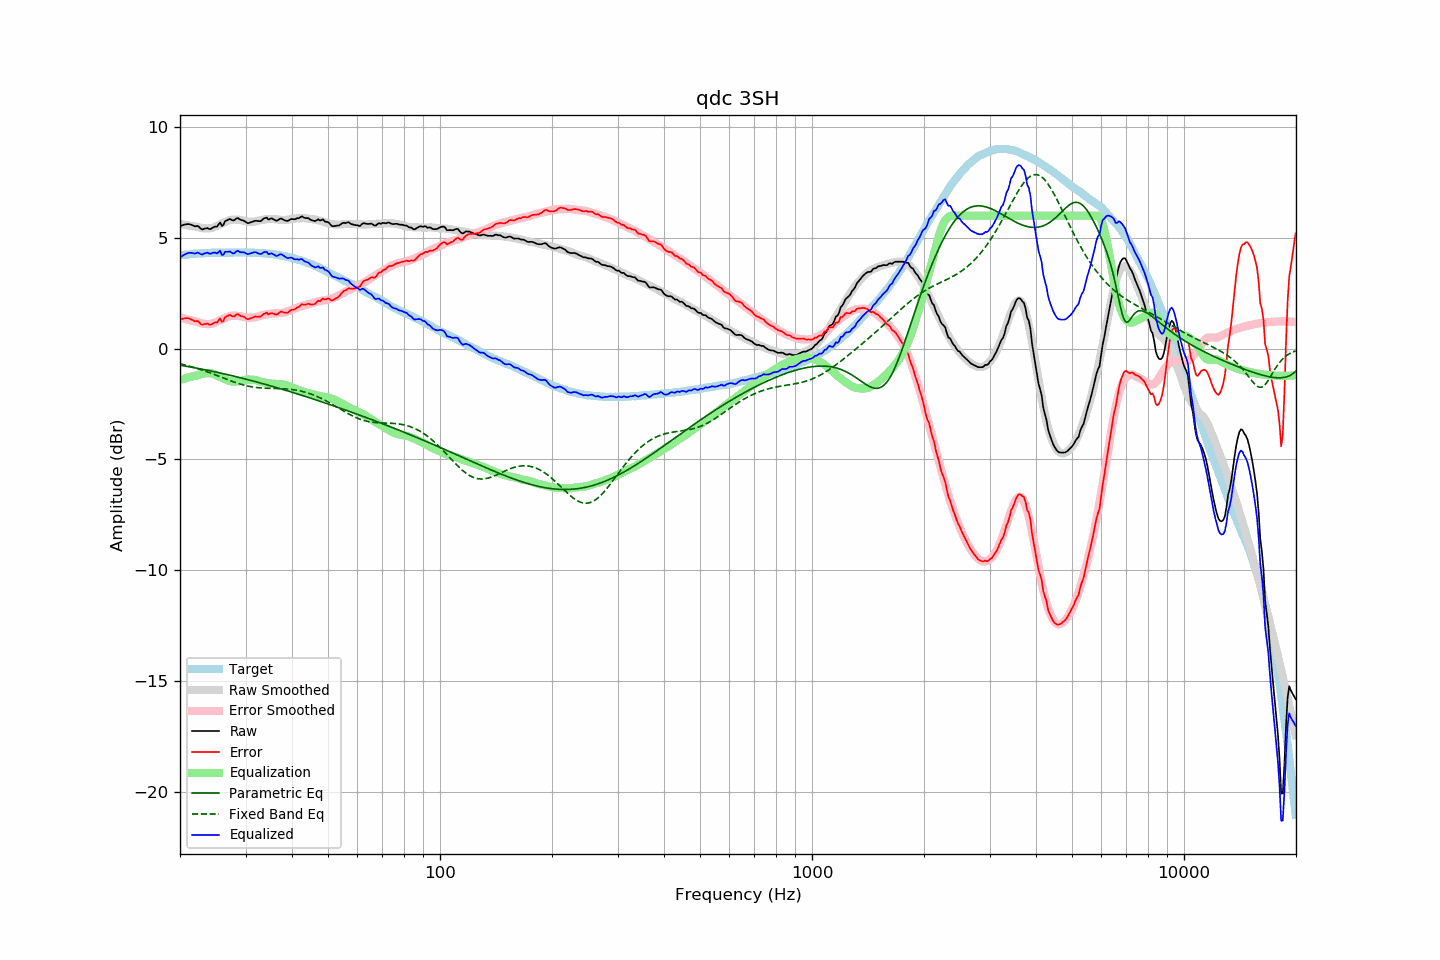 qdc 3SH
10
5
0
−5
−10
−15
−20
Amplitude (dBr)
Target
Raw Smoothed
Error Smoothed
Raw
Error
Equalization
Parametric Eq
Fixed Band Eq
Equalized
100
1000
10000
Frequency (Hz)